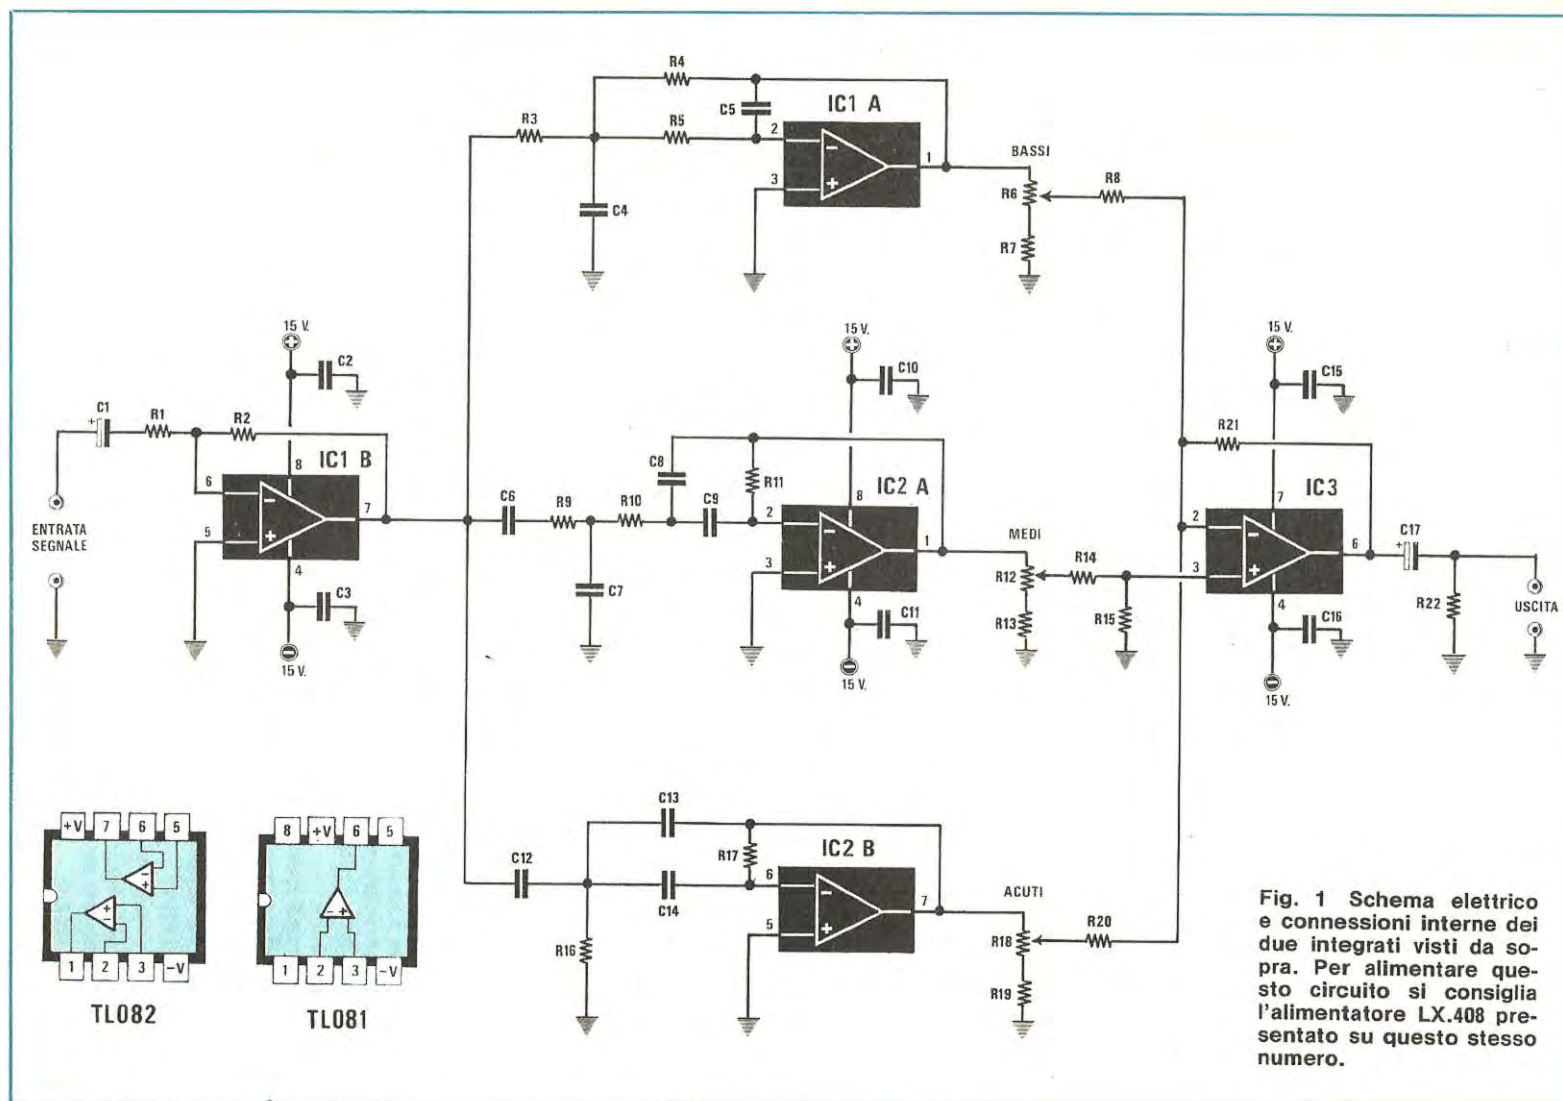 R4
C5
IC1 A
R3
R5
2
3
1
BASSI
R6
R8
R7
C4
15 V.
C2
C1
+
R1
R2
IC1 B
8
6
5
7
4
ENTRATA
SEGNALE
C3
15 V.
15 V.
C10
C8
R11
IC2 A
C6
R9
R10
C9
8
2
3
1
4
C7
C11
15 V.
MEDI
R12
R14
R13
R15
15 V.
C15
R21
IC3
7
2
3
6
4
C17
+
R22
USCITA
C16
15 V.
C13
R17
IC2 B
C12
C14
6
5
7
R16
ACUTI
R18
R20
R19
+V 7 6 5
1 2 3 -V
TL082
8 +V 6 5
1 2 3 -V
TL081
Fig. 1 Schema elettrico
e connessioni interne dei
due integrati visti da so-
pra. Per alimentare que-
sto circuito si consiglia
l'alimentatore LX.408 pre-
sentato su questo stesso
numero.